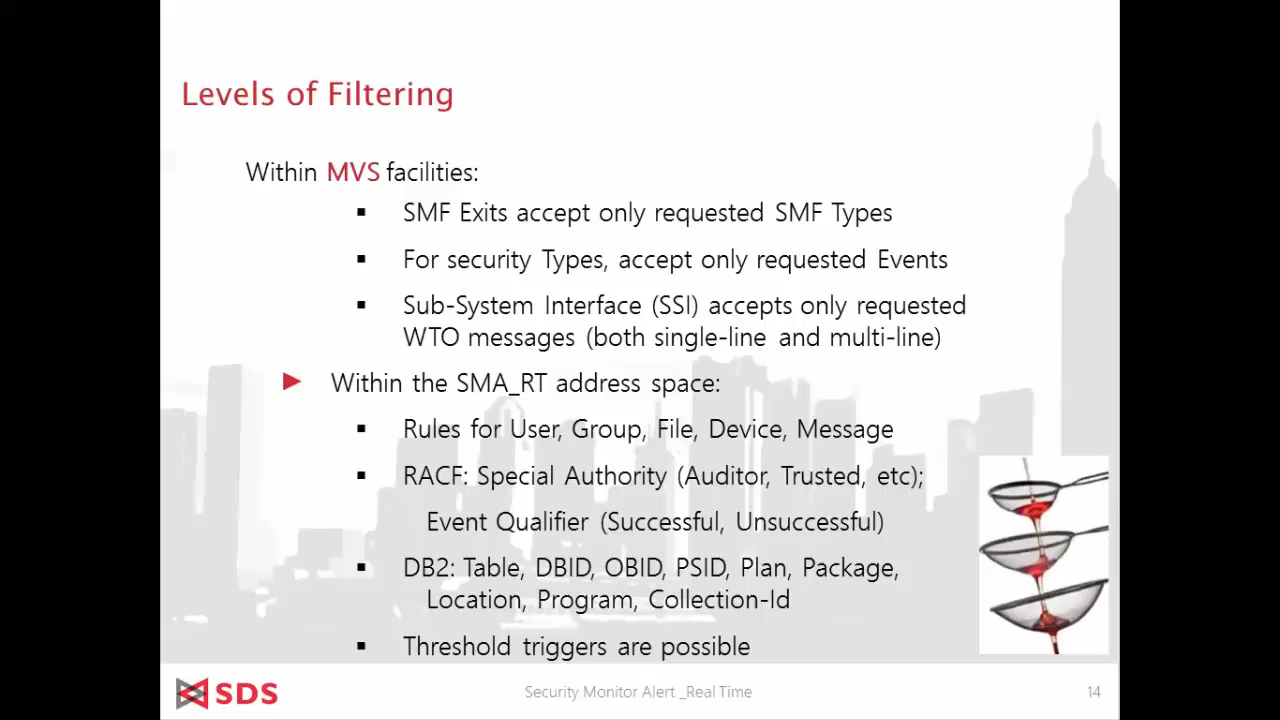 Levels of Filtering
Within MVS facilities:
▪ SMF Exits accept only requested SMF Types
▪ For security Types, accept only requested Events
▪ Sub-System Interface (SSI) accepts only requested
WTO messages (both single-line and multi-line)
► Within the SMA_RT address space:
▪ Rules for User, Group, File, Device, Message
▪ RACF: Special Authority (Auditor, Trusted, etc);
Event Qualifier (Successful, Unsuccessful)
▪ DB2: Table, DBID, OBID, PSID, Plan, Package,
Location, Program, Collection-Id
▪ Threshold triggers are possible
SDS
Security Monitor Alert _Real Time
14